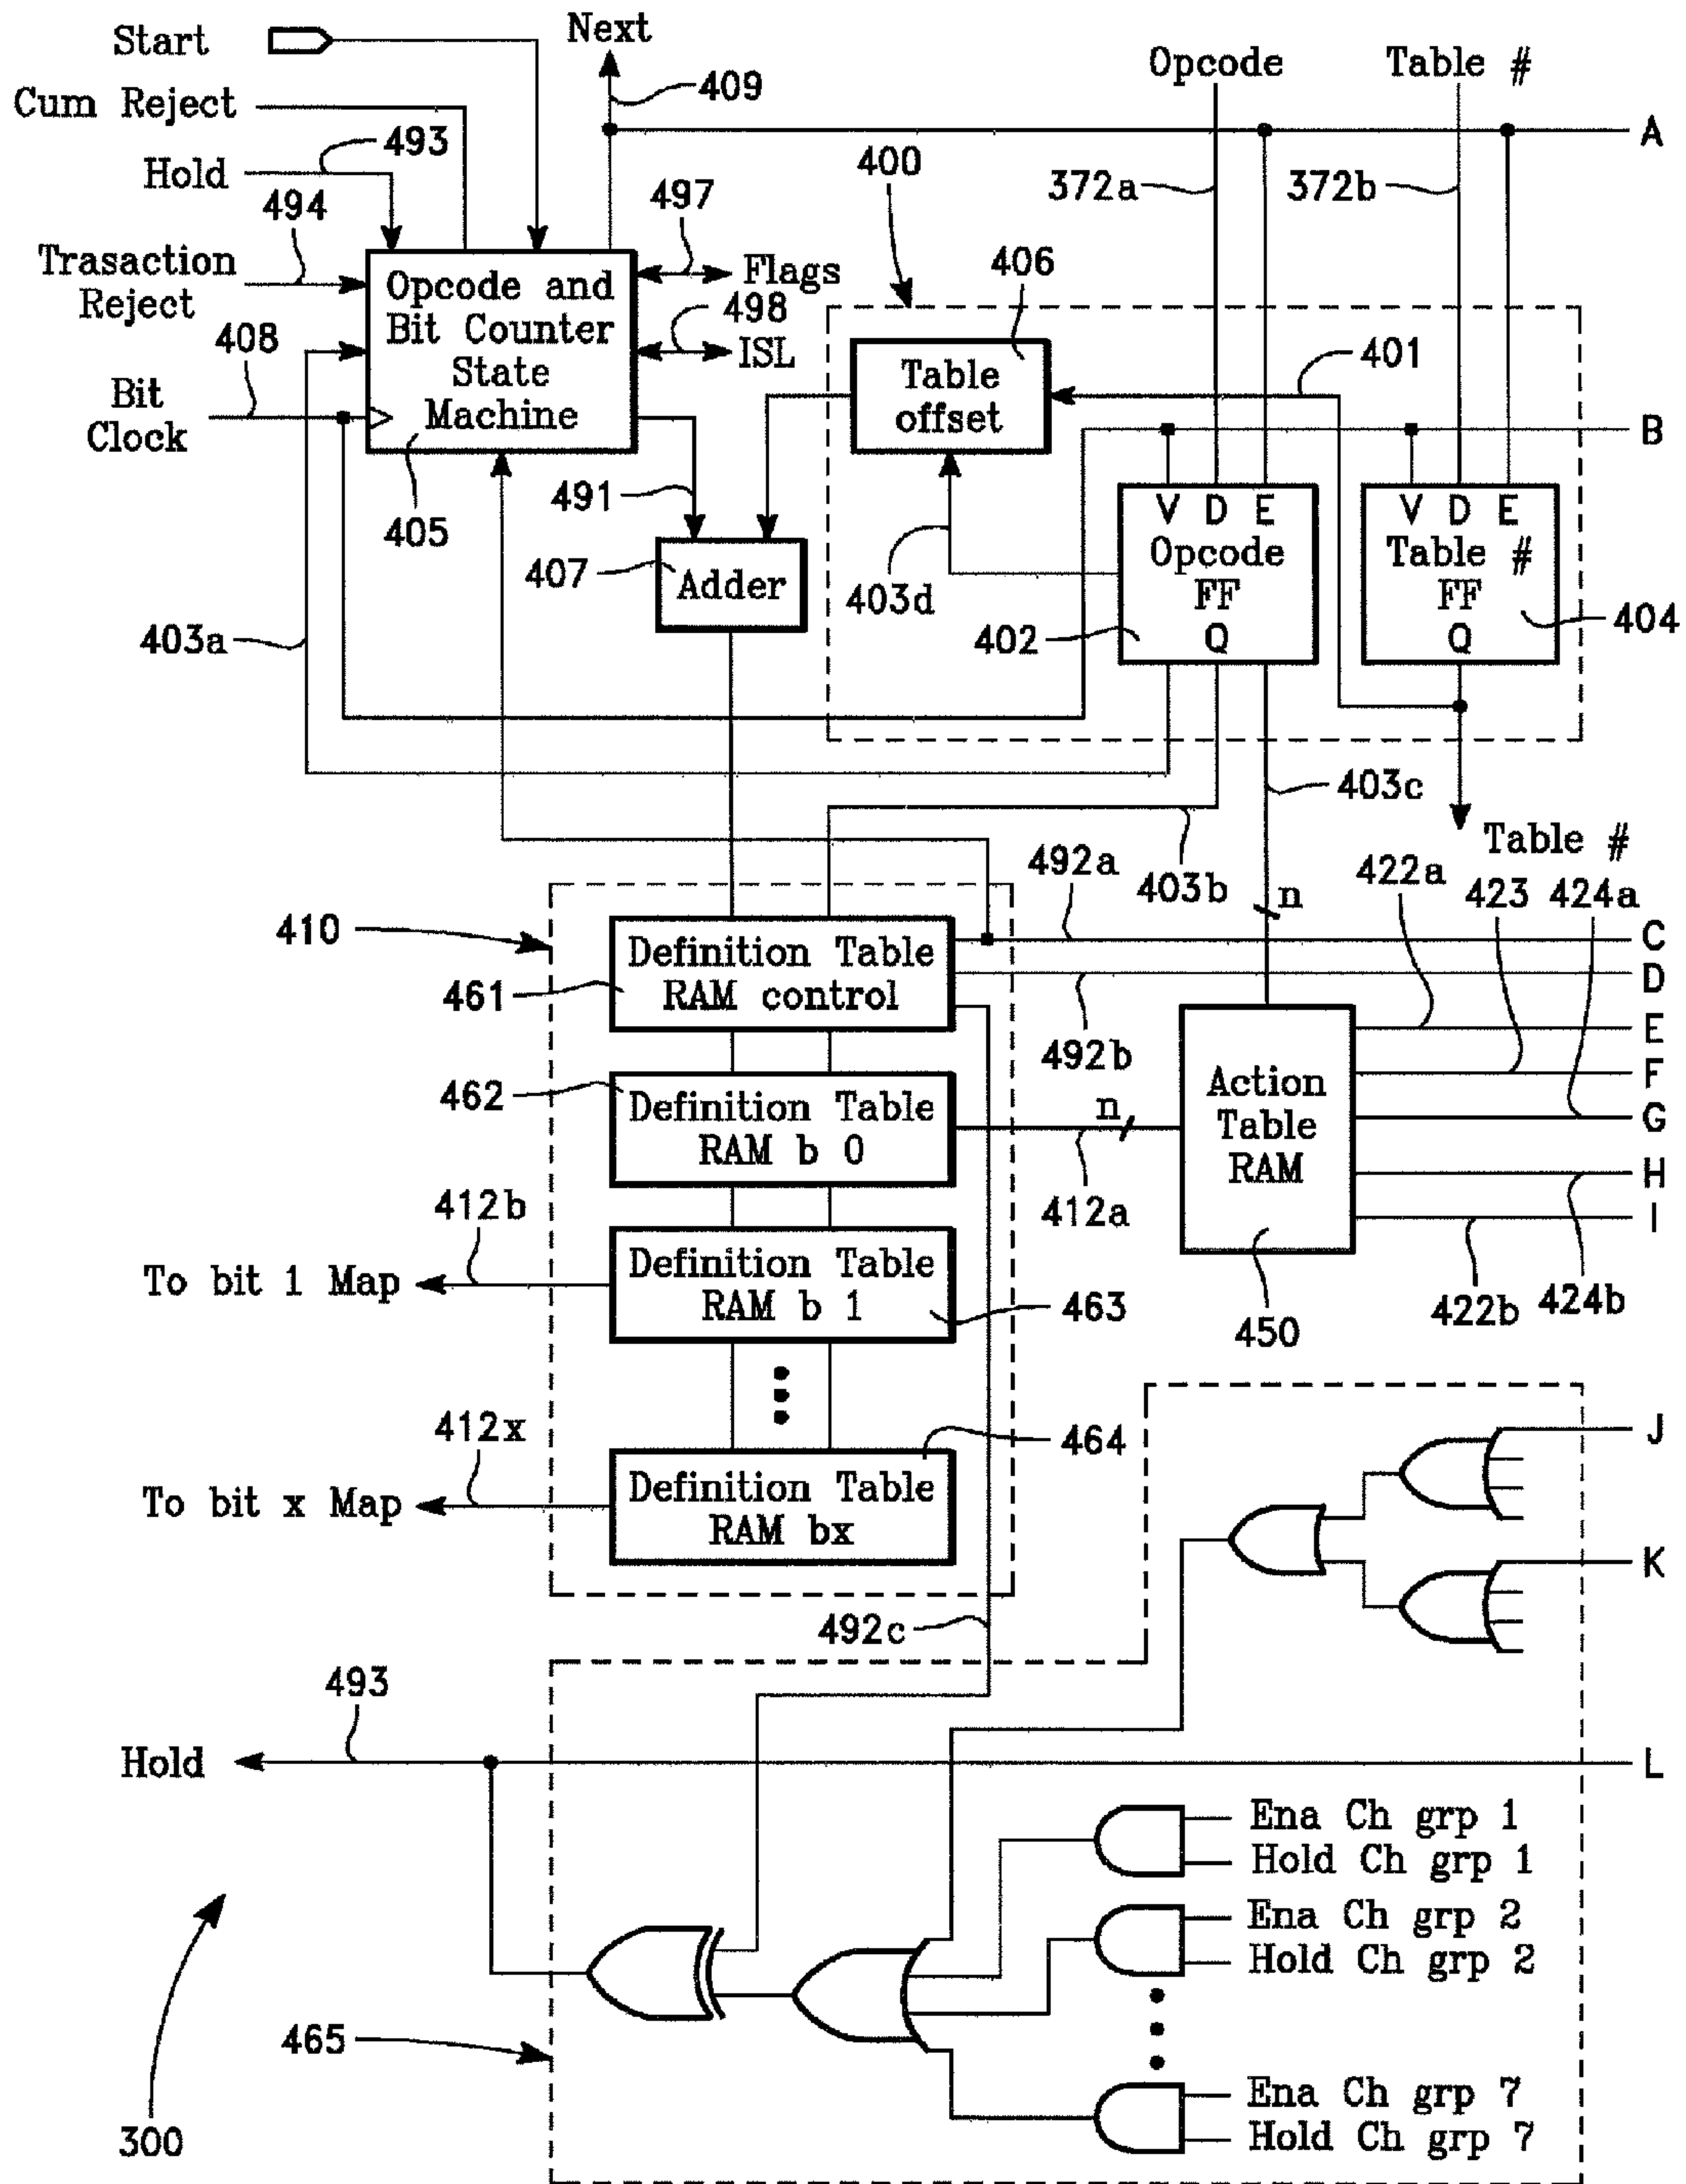 Start
Next
Cum Reject
409
Opcode
Table #
Hold
493
A
494
497
400
372a
372b
Trasaction
Reject
Opcode and
Bit Counter
State
Machine
Flags
498
ISL
406
408
Bit
Clock
Table
offset
401
B
405
491
V D E
Opcode
FF
Q
V D E
Table #
FF
Q
407
Adder
403d
402
404
403a
403c
Table #
492a
403b
422a
423
424a
n
410
Definition Table
RAM control
C
461
D
492b
E
462
Definition Table
RAM b 0
n
Action
Table
RAM
F
G
H
412b
412a
I
To bit 1 Map
Definition Table
RAM b 1
463
450
422b
424b
412x
464
J
To bit x Map
Definition Table
RAM bx
K
492c
493
Hold
L
Ena Ch grp 1
Hold Ch grp 1
Ena Ch grp 2
Hold Ch grp 2
465
Ena Ch grp 7
Hold Ch grp 7
300